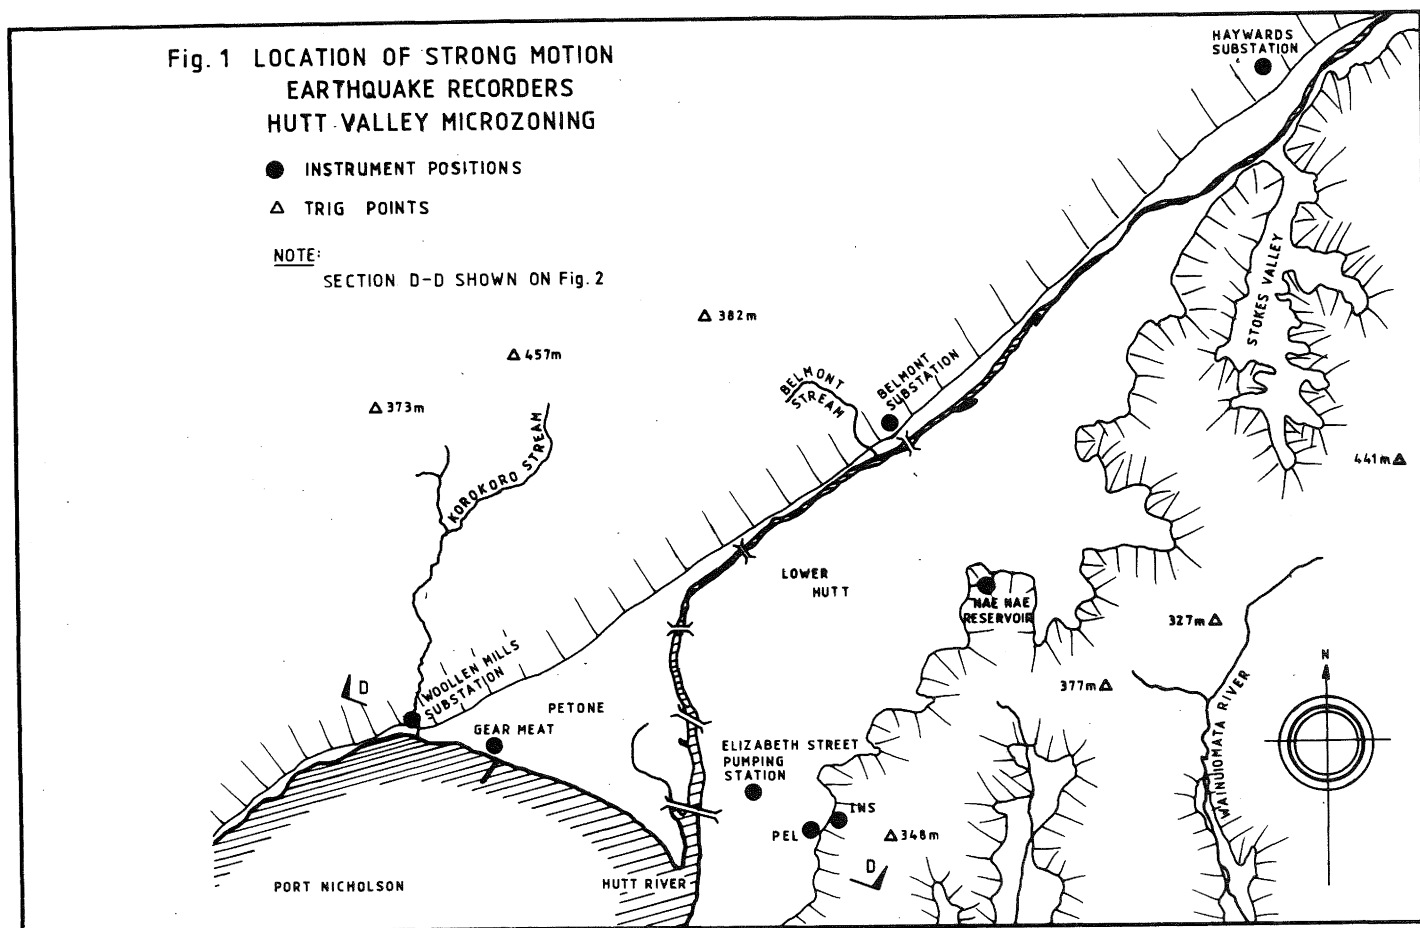 Fig. 1 LOCATION OF STRONG MOTION
EARTHQUAKE RECORDERS
HUTT VALLEY MICROZONING
INSTRUMENT POSITIONS
TRIG POINTS
NOTE:
SECTION D-D SHOWN ON Fig. 2
HAYWARDS
SUBSTATION
STOKES VALLEY
382m
457m
373m
BELMONT
STREAM
BELMONT
SUBSTATION
KOROKORO STREAM
441m
LOWER
HUTT
NAE NAE
RESERVOIR
327m
N
377m
WAINUIOMATA RIVER
D
WOOLLEN MILLS
SUBSTATION
PETONE
GEAR MEAT
ELIZABETH STREET
PUMPING
STATION
INS
PEL
348m
D
PORT NICHOLSON
HUTT RIVER